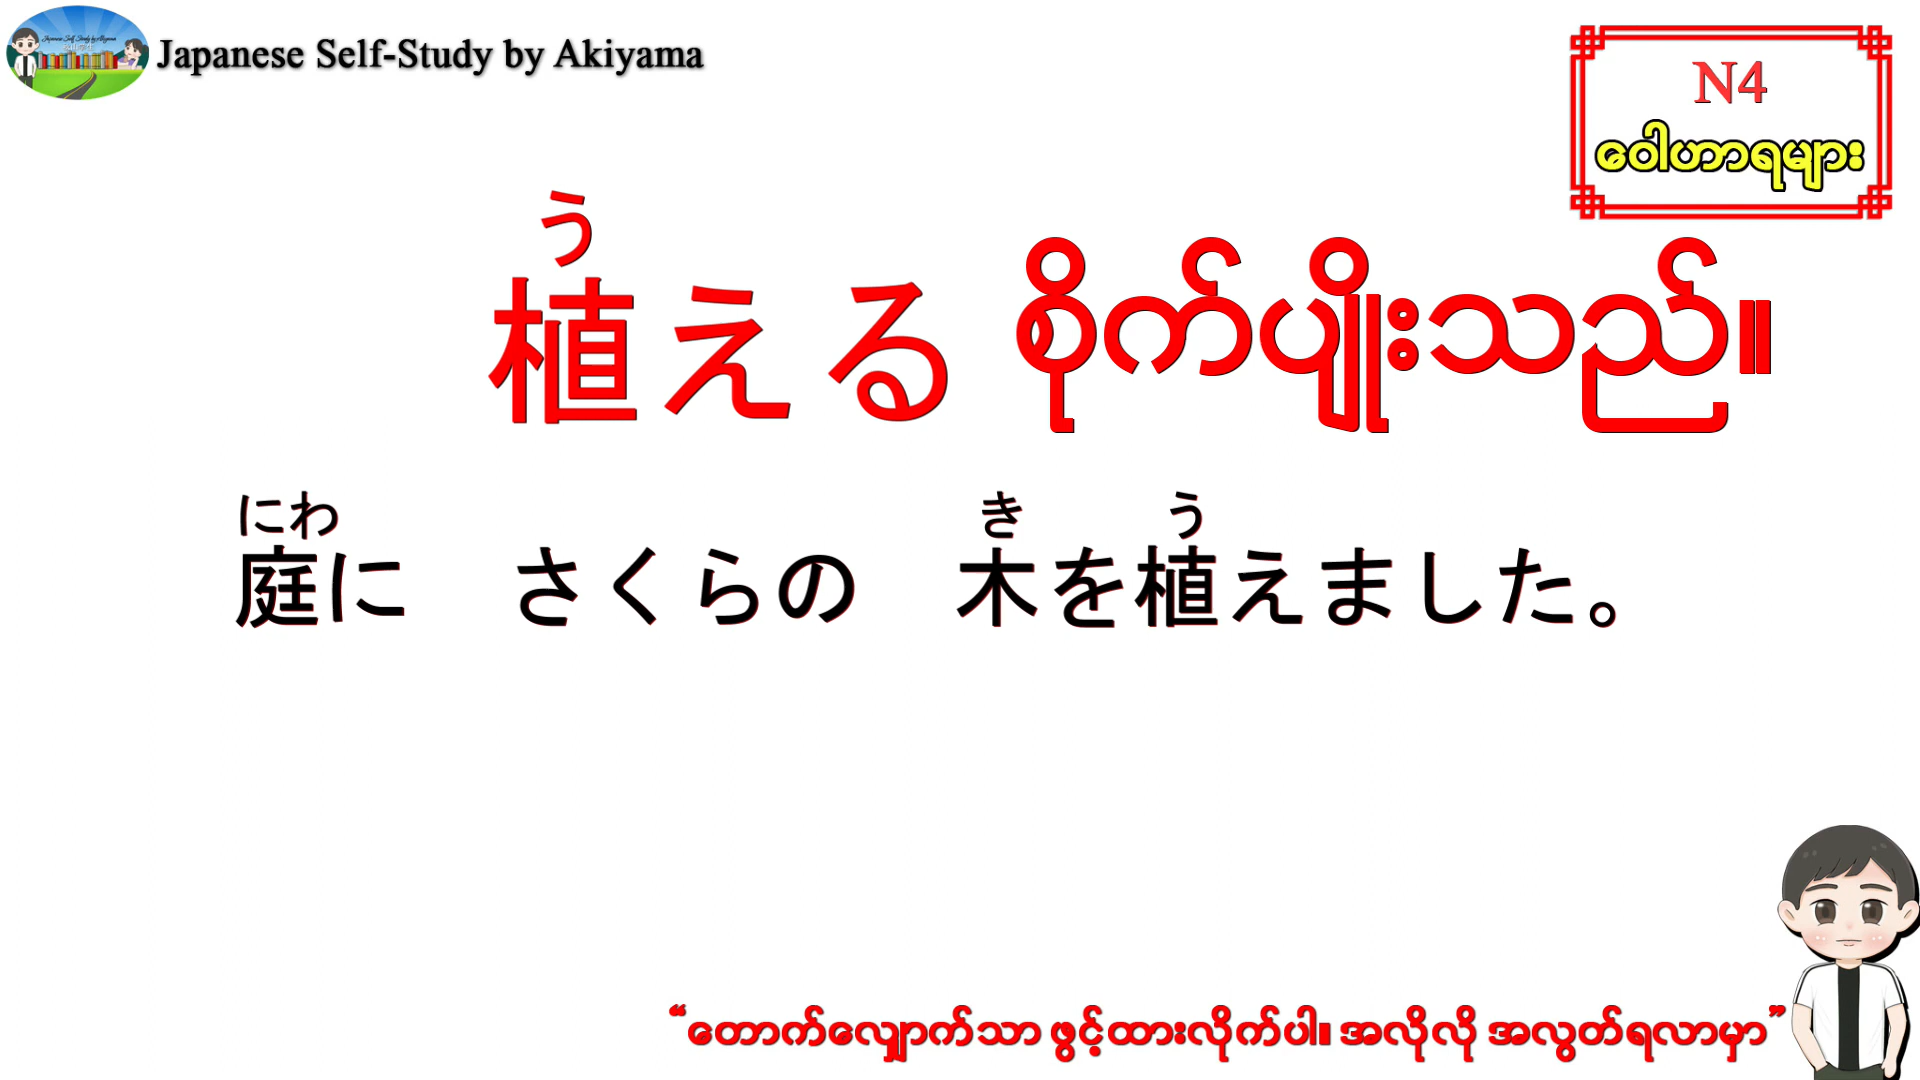 Japanese Self-Study by Akiyama
N4
ဝေါဟာရများ
う
植える စိုက်ပျိုးသည်။
にわ き う
庭に さくらの 木を植えました。
“တောက်လျှောက်သာ ဖွင့်ထားလိုက်ပါ။ အလိုလို အလွတ်ရလာမှာ”